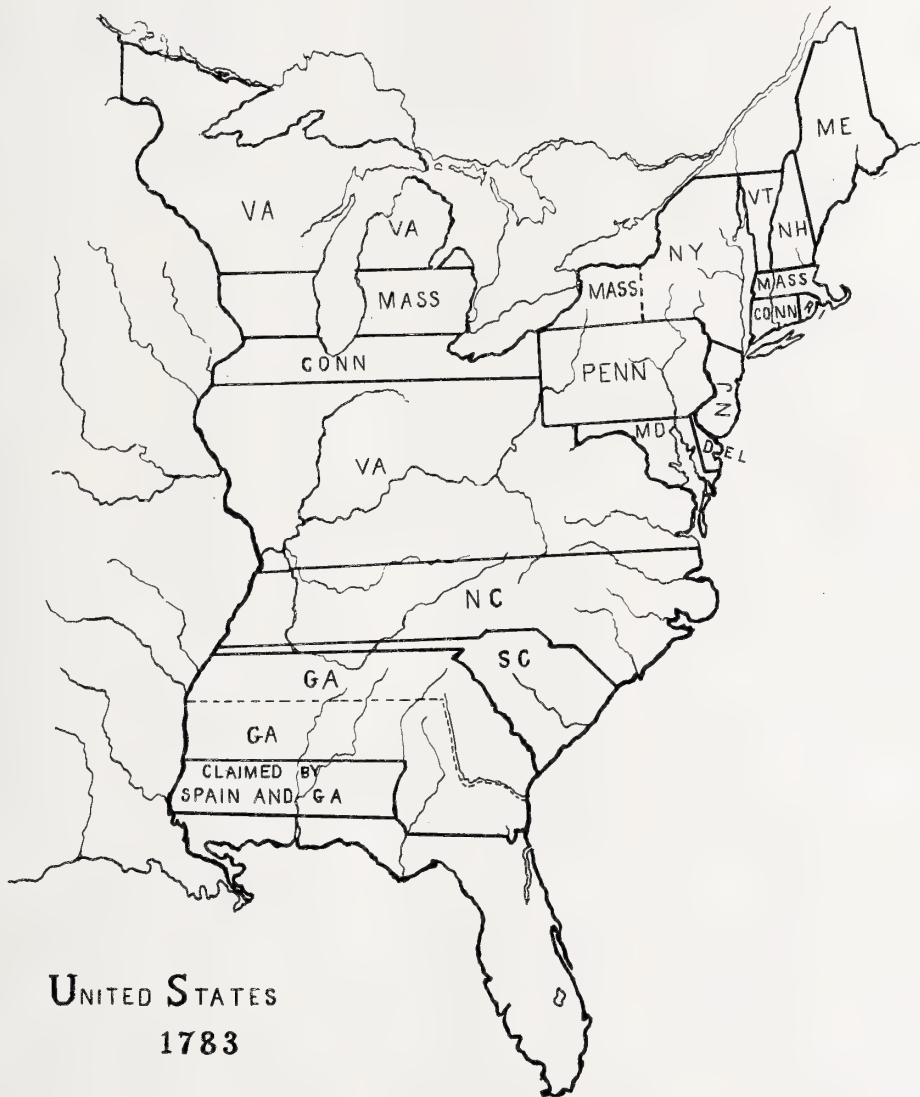 ME
VA
VA
VT
NH
NY
MASS
MASS
MASS
CONN
R I
CONN
PENN
NJ
MD
DEL
VA
NC
SC
GA
GA
CLAIMED BY
SPAIN AND GA
UNITED STATES
1783